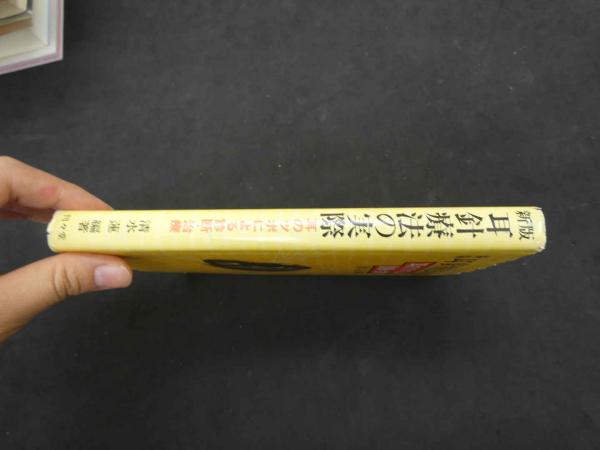 新版
耳針療法の実際
耳のツボによる診断・治療
清水蓮編著